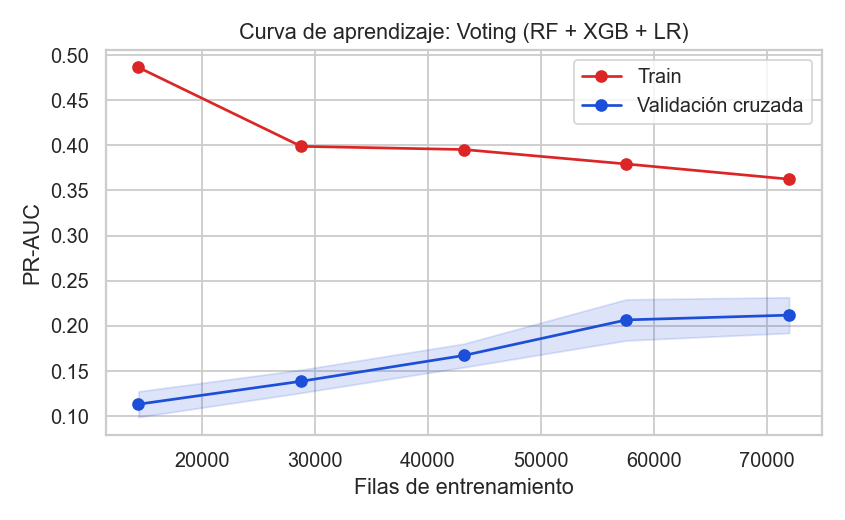 Curva de aprendizaje: Voting (RF + XGB + LR)
Train
Validación cruzada
PR-AUC
0.50
0.45
0.40
0.35
0.30
0.25
0.20
0.15
0.10
20000 30000 40000 50000 60000 70000
Filas de entrenamiento